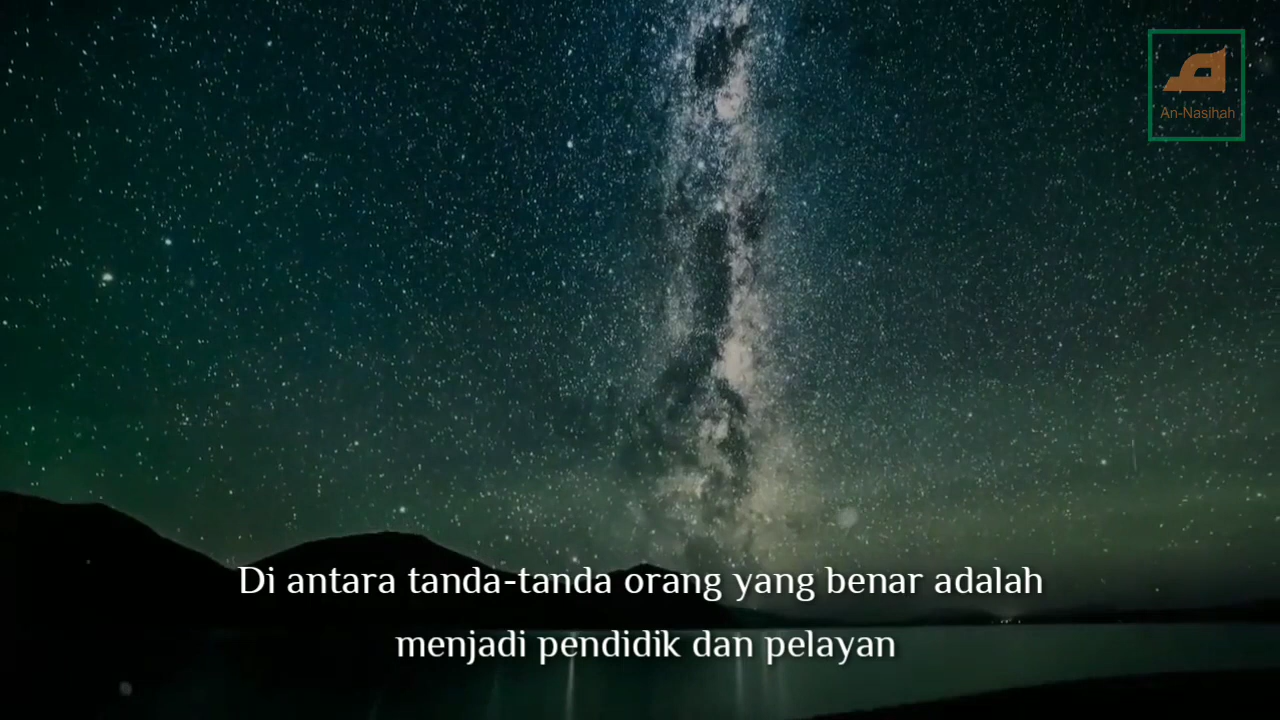 An-Nasihah
Di antara tanda-tanda orang yang benar adalah
menjadi pendidik dan pelayan